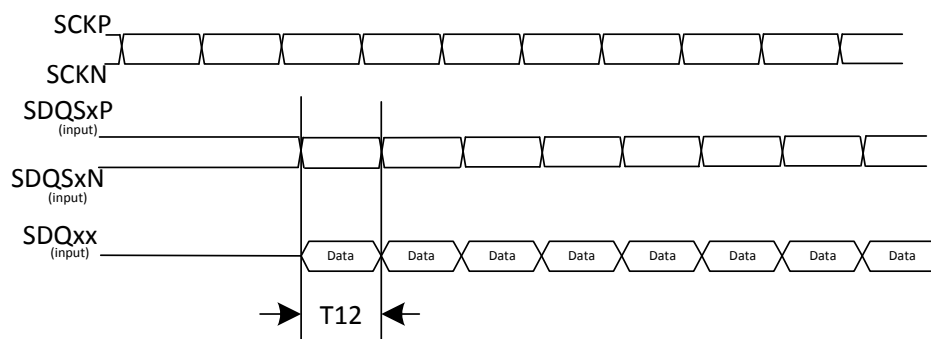 SCKP
SCKN
SDQSxP
(input)
SDQSxN
(input)
SDQxx
(input)
Data Data Data Data Data Data Data Data
T12